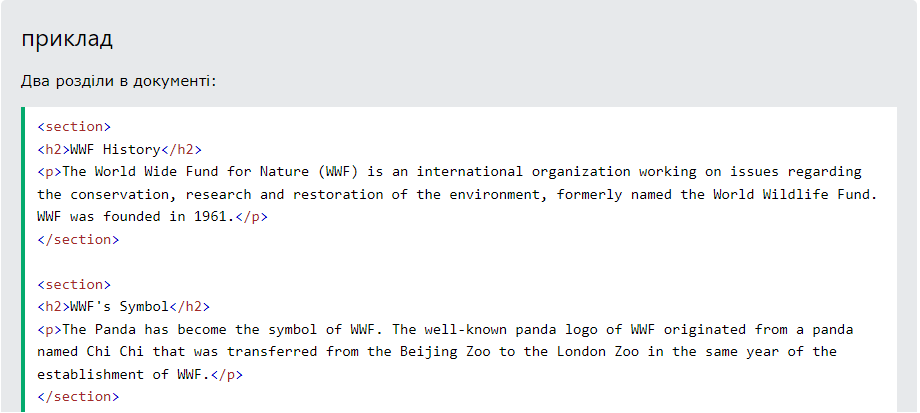 приклад
Два розділи в документі:
<section>
<h2>WWF History</h2>
<p>The World Wide Fund for Nature (WWF) is an international organization working on issues regarding
the conservation, research and restoration of the environment, formerly named the World Wildlife Fund.
WWF was founded in 1961.</p>
</section>
<section>
<h2>WWF's Symbol</h2>
<p>The Panda has become the symbol of WWF. The well-known panda logo of WWF originated from a panda
named Chi Chi that was transferred from the Beijing Zoo to the London Zoo in the same year of the
establishment of WWF.</p>
</section>